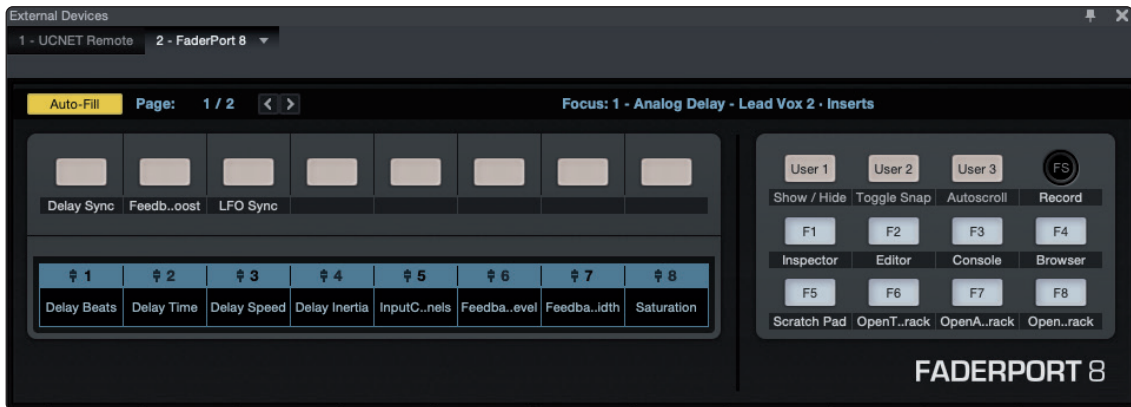 External Devices
1 - UCNET Remote 2 - FaderPort 8
Auto-Fill Page: 1 / 2 < > Focus: 1 - Analog Delay - Lead Vox 2 · Inserts
Delay Sync Feedb..oost LFO Sync
1 2 3 4 5 6 7 8
Delay Beats Delay Time Delay Speed Delay Inertia InputC..nels Feedba..evel Feedba..idth Saturation
User 1 User 2 User 3 FS
Show / Hide Toggle Snap Autoscroll Record
F1 F2 F3 F4
Inspector Editor Console Browser
F5 F6 F7 F8
Scratch Pad OpenT..rack OpenA..rack Open..rack
FADERPORT 8